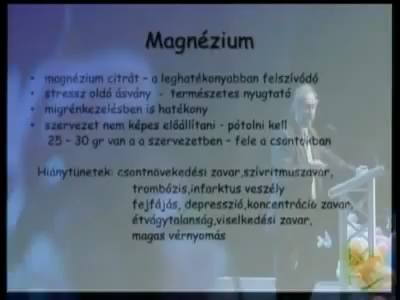 Magnézium
• magnézium citrát – a leghatékonyabban felszívódó
• stressz oldó ásvány - természetes nyugtató
• migrénkezelésben is hatékony
• szervezet nem képes előállítani - pótolni kell
25 – 30 gr van a a szervezetben – fele a csontokban
Hiánytünetek: csontnövekedési zavar,szívritmuszavar,
trombózis,infarktus veszély
fejfájás, depresszió,koncentráció zavar,
étvágytalanság,viselkedési zavar,
magas vérnyomás